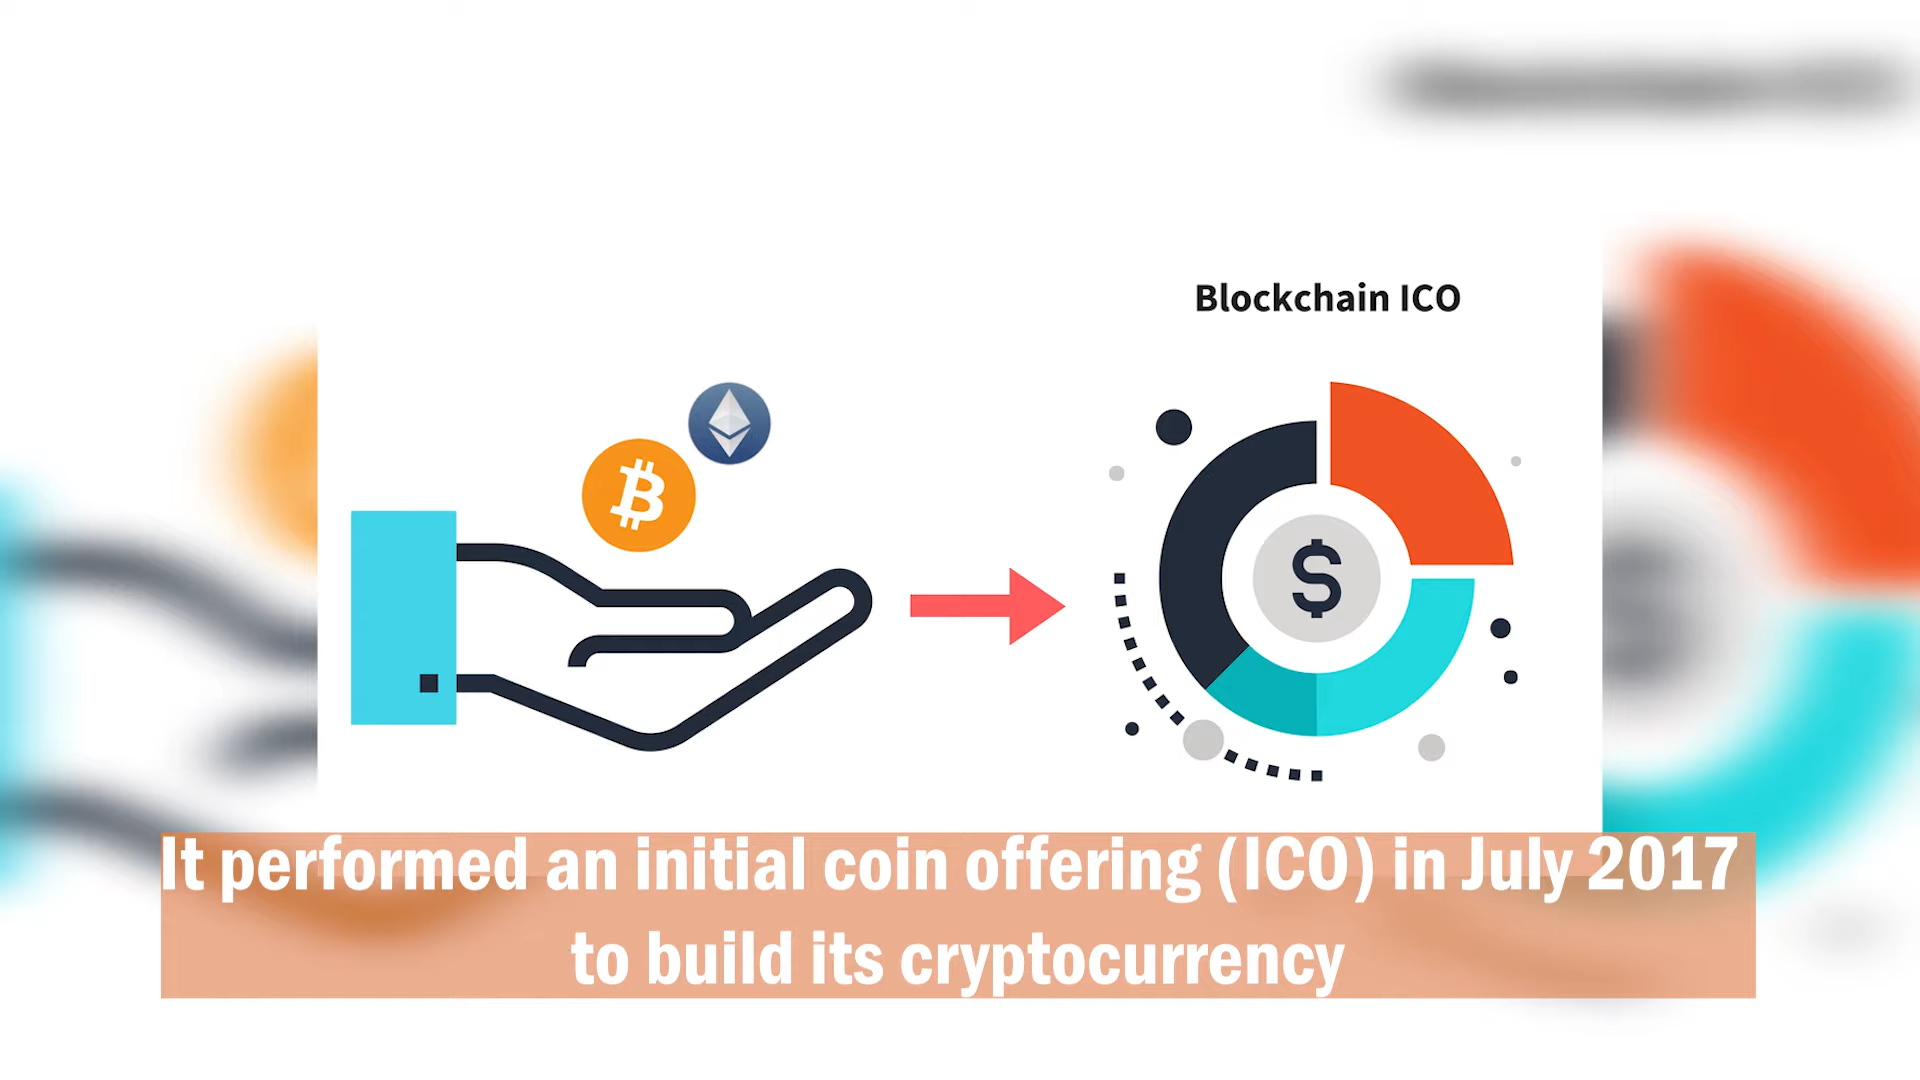 Blockchain ICO
$
It performed an initial coin offering (ICO) in July 2017
to build its cryptocurrency